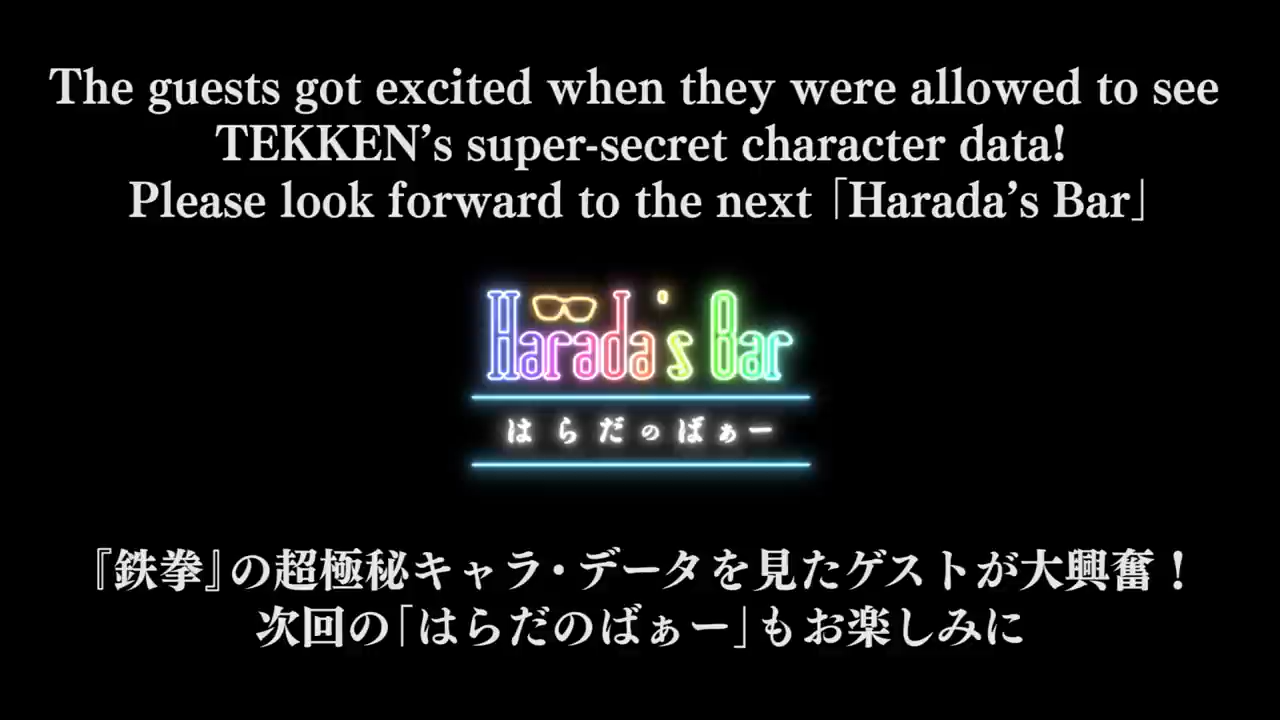 The guests got excited when they were allowed to see
TEKKEN’s super-secret character data!
Please look forward to the next「Harada’s Bar」
Harada's Bar
はらだのばぁー
『鉄拳』の超極秘キャラ・データを見たゲストが大興奮！
次回の「はらだのばぁー」もお楽しみに